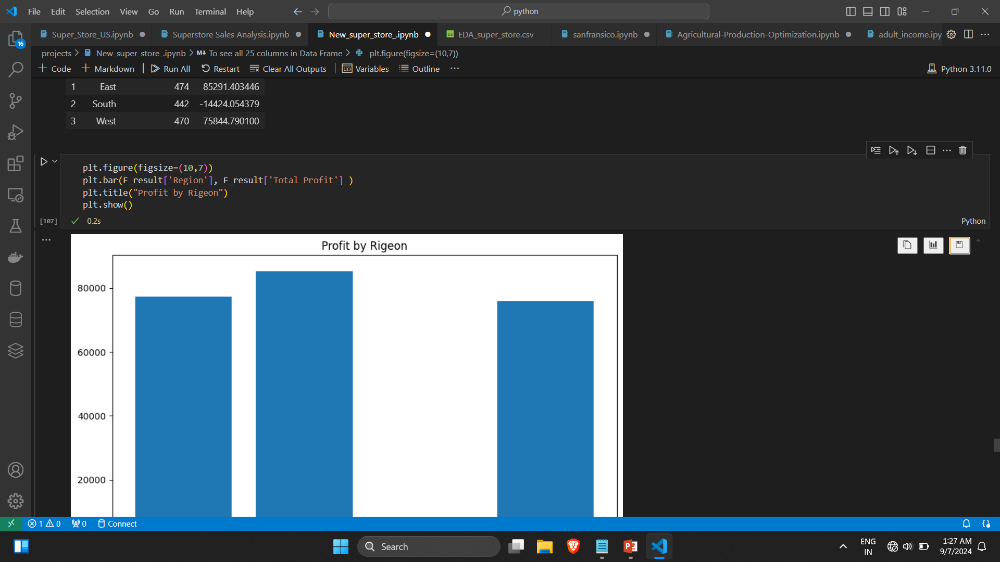 File Edit Selection View Go Run Terminal Help
python
Super_Store_US.ipynb Superstore Sales Analysis.ipynb New_super_store_.ipynb EDA_super_store.csv sanfransico.ipynb Agricultural-Production-Optimization.ipynb adult_income.ipy
projects > New_super_store_.ipynb > M↓ To see all 25 columns in Data Frame > plt.figure(figsize=(10,7))
+ Code + Markdown | Run All Restart Clear All Outputs | Variables Outline ...
Python 3.11.0
1 East 474 85291.403446
2 South 442 -14424.054379
3 West 470 75844.790100
plt.figure(figsize=(10,7))
plt.bar(F_result['Region'], F_result['Total Profit'] )
plt.title("Profit by Rigeon")
plt.show()
[107] 0.2s
Python
Profit by Rigeon
80000
60000
40000
20000
16
1 0 0 Connect
Search
ENG
IN
1:27 AM
9/7/2024